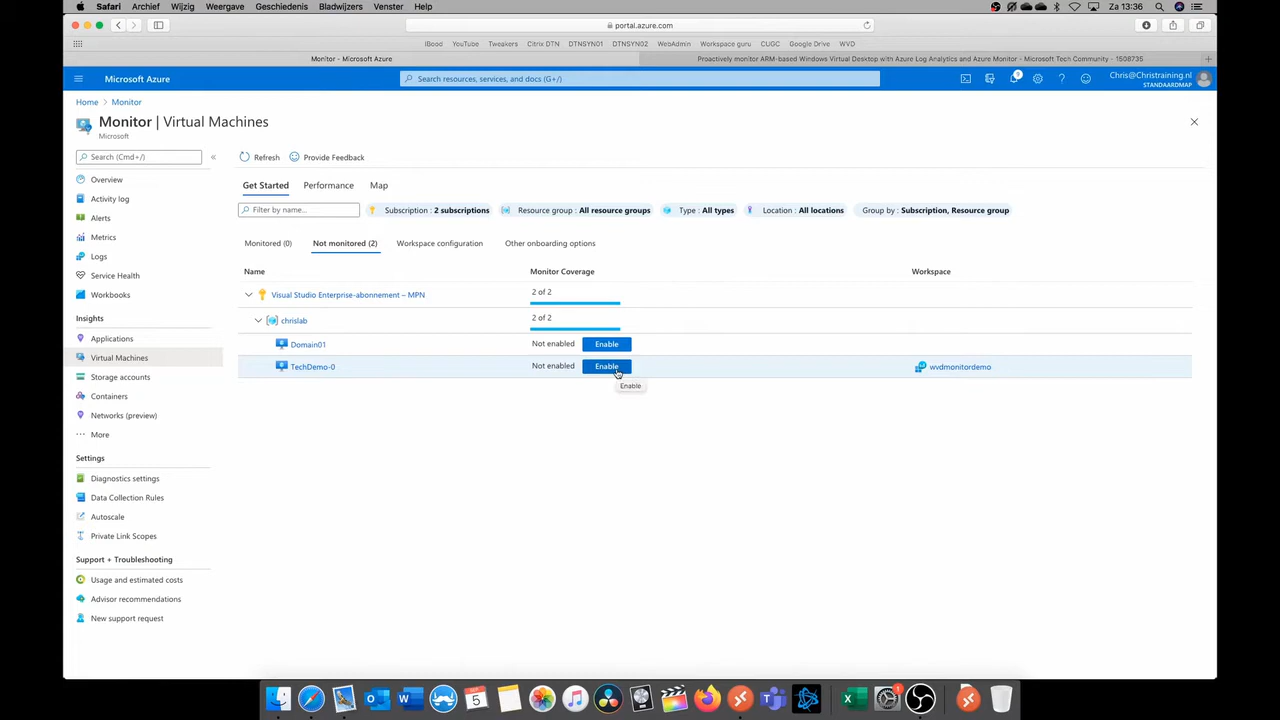 Safari Archief Wijzig Weergave Geschiedenis Bladwijzers Venster Help Za 13:36
portal.azure.com
IBood YouTube Tweakers Citrix DTN DTNSYN01 DTNSYN02 WebAdmin Workspace guru CUGC Google Drive WVD
Monitor - Microsoft Azure Proactively monitor ARM-based Windows Virtual Desktop with Azure Log Analytics and Azure Monitor - Microsoft Tech Community - 1508735
Microsoft Azure Search resources, services, and docs (G+/) Chris@Christraining.nl
STANDAARDMAP
Home > Monitor
Monitor | Virtual Machines
Microsoft
Search (Cmd+/) «
Refresh Provide Feedback
Overview
Activity log
Alerts
Metrics
Logs
Service Health
Workbooks
Insights
Applications
Virtual Machines
Storage accounts
Containers
Networks (preview)
··· More
Settings
Diagnostics settings
Data Collection Rules
Autoscale
Private Link Scopes
Support + Troubleshooting
Usage and estimated costs
Advisor recommendations
New support request
Get Started Performance Map
Filter by name... Subscription : 2 subscriptions Resource group : All resource groups Type : All types Location : All locations Group by : Subscription, Resource group
Monitored (0) Not monitored (2) Workspace configuration Other onboarding options
Name Monitor Coverage Workspace
Visual Studio Enterprise-abonnement – MPN 2 of 2
chrislab 2 of 2
Domain01 Not enabled Enable
TechDemo-0 Not enabled Enable wvdmonitordemo
Enable
5
1